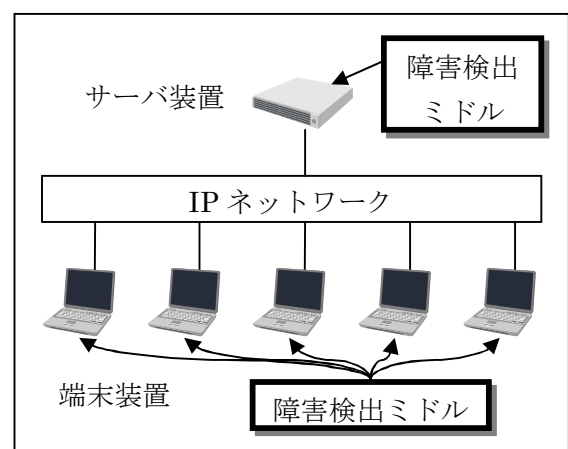 サーバ装置
障害検出
ミドル
IP ネットワーク
端末装置
障害検出ミドル